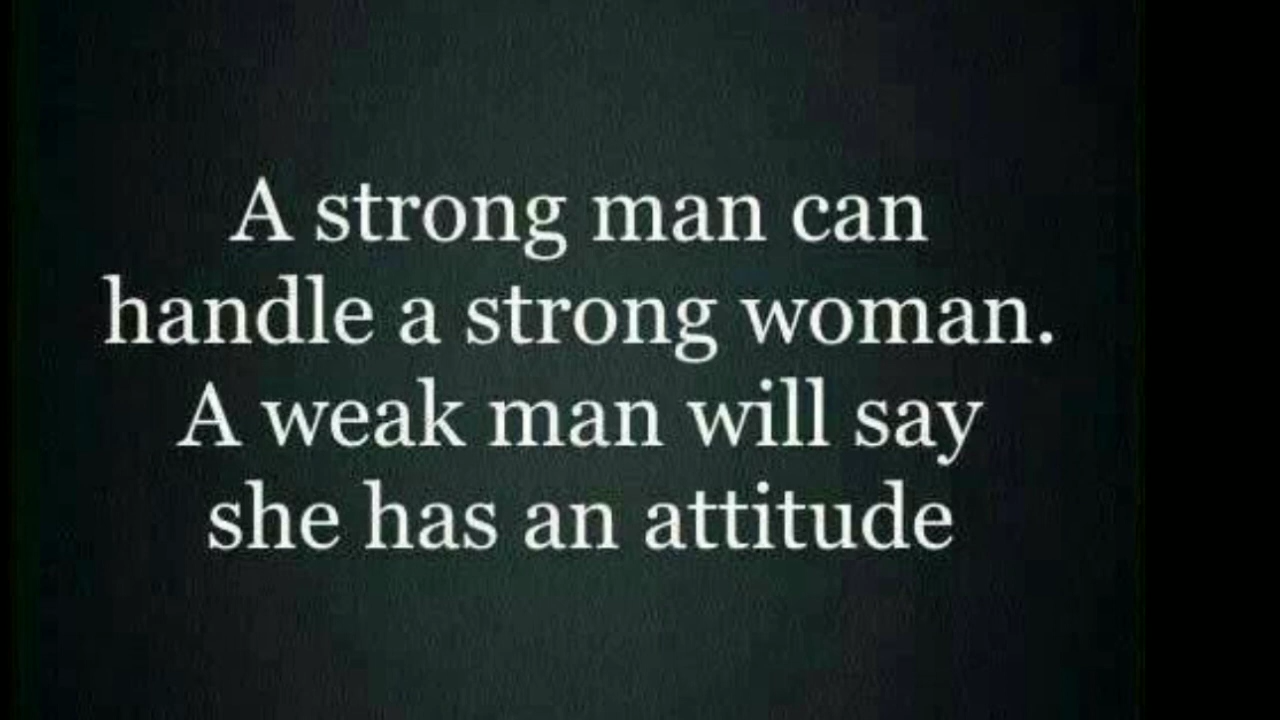 A strong man can
handle a strong woman.
A weak man will say
she has an attitude